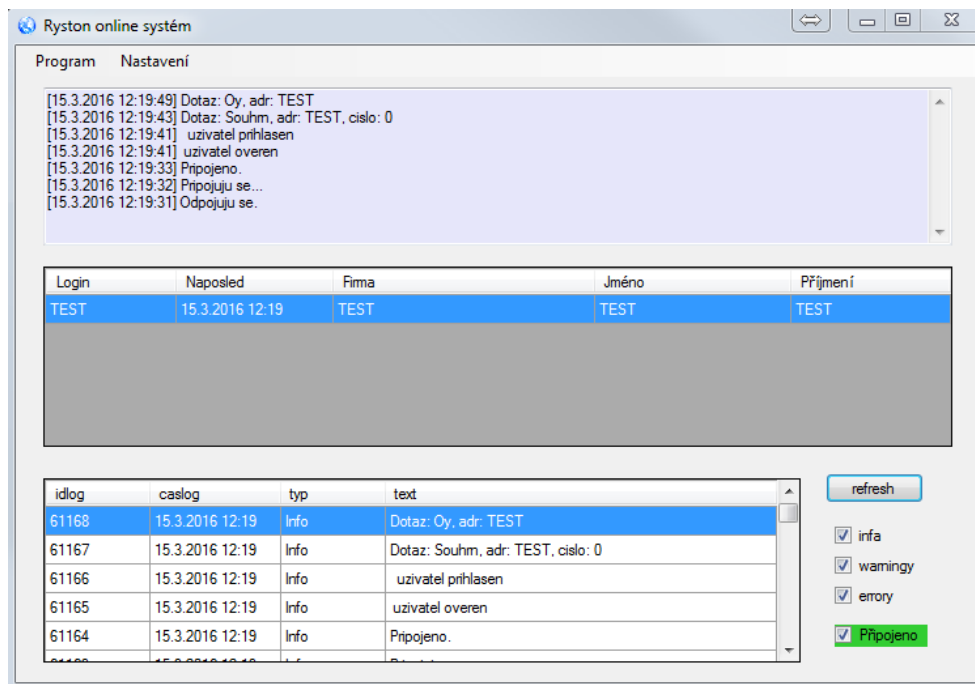 Ryston online systém
Program Nastavení
[15.3.2016 12:19:49] Dotaz: Oy, adr: TEST
[15.3.2016 12:19:43] Dotaz: Souhrn, adr: TEST, cislo: 0
[15.3.2016 12:19:41] uzivatel prihlasen
[15.3.2016 12:19:41] uzivatel overen
[15.3.2016 12:19:33] Pripojeno.
[15.3.2016 12:19:32] Pripojuju se...
[15.3.2016 12:19:31] Odpojuju se.
Login Naposled Firma Jméno Příjmení
TEST 15.3.2016 12:19 TEST TEST TEST
idlog caslog typ text
61168 15.3.2016 12:19 Info Dotaz: Oy, adr: TEST
61167 15.3.2016 12:19 Info Dotaz: Souhrn, adr: TEST, cislo: 0
61166 15.3.2016 12:19 Info uzivatel prihlasen
61165 15.3.2016 12:19 Info uzivatel overen
61164 15.3.2016 12:19 Info Pripojeno.
refresh
infa
warningy
errory
Připojeno